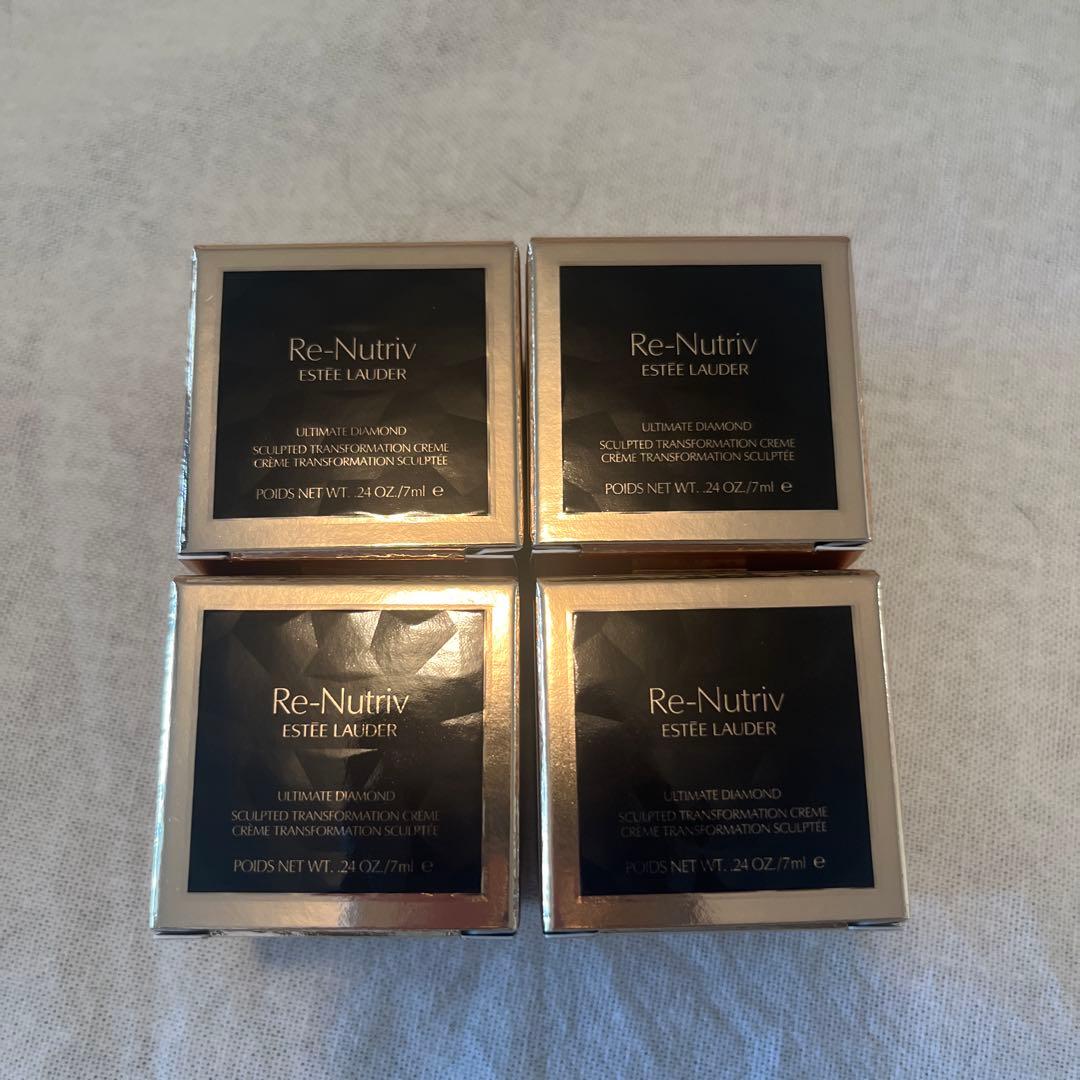 Re-Nutriv
ESTĒE LAUDER
ULTIMATE DIAMOND
SCULPTED TRANSFORMATION CREME
CRÈME TRANSFORMATION SCULPTÉE
POIDS NET WT. .24 OZ./7ml ℮
Re-Nutriv
ESTĒE LAUDER
ULTIMATE DIAMOND
SCULPTED TRANSFORMATION CREME
CRÈME TRANSFORMATION SCULPTÉE
POIDS NET WT. .24 OZ./7ml ℮
Re-Nutriv
ESTĒE LAUDER
ULTIMATE DIAMOND
SCULPTED TRANSFORMATION CREME
CRÈME TRANSFORMATION SCULPTÉE
POIDS NET WT. .24 OZ./7ml ℮
Re-Nutriv
ESTĒE LAUDER
ULTIMATE DIAMOND
SCULPTED TRANSFORMATION CREME
CRÈME TRANSFORMATION SCULPTÉE
POIDS NET WT. .24 OZ./7ml ℮